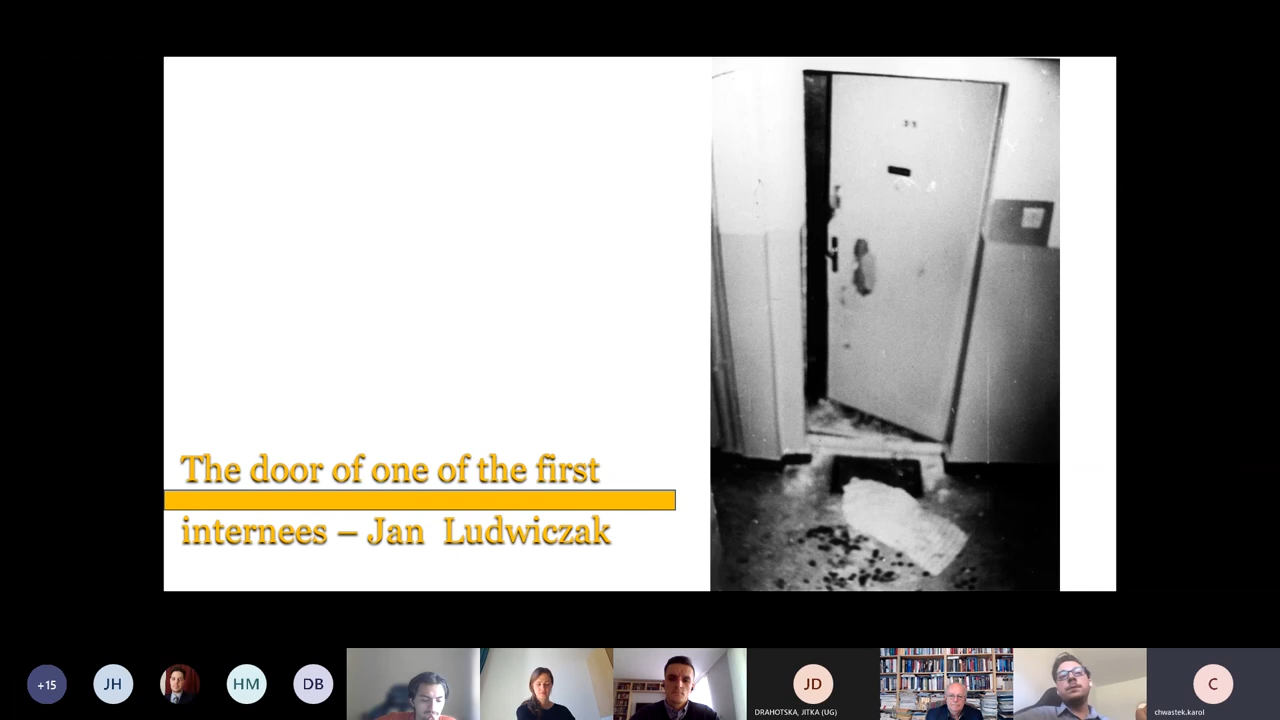 The door of one of the first
internees – Jan Ludwiczak
+15
JH
HM
DB
JD
DRAHOTSKA, JITKA (UG)
C
chwastek.karol